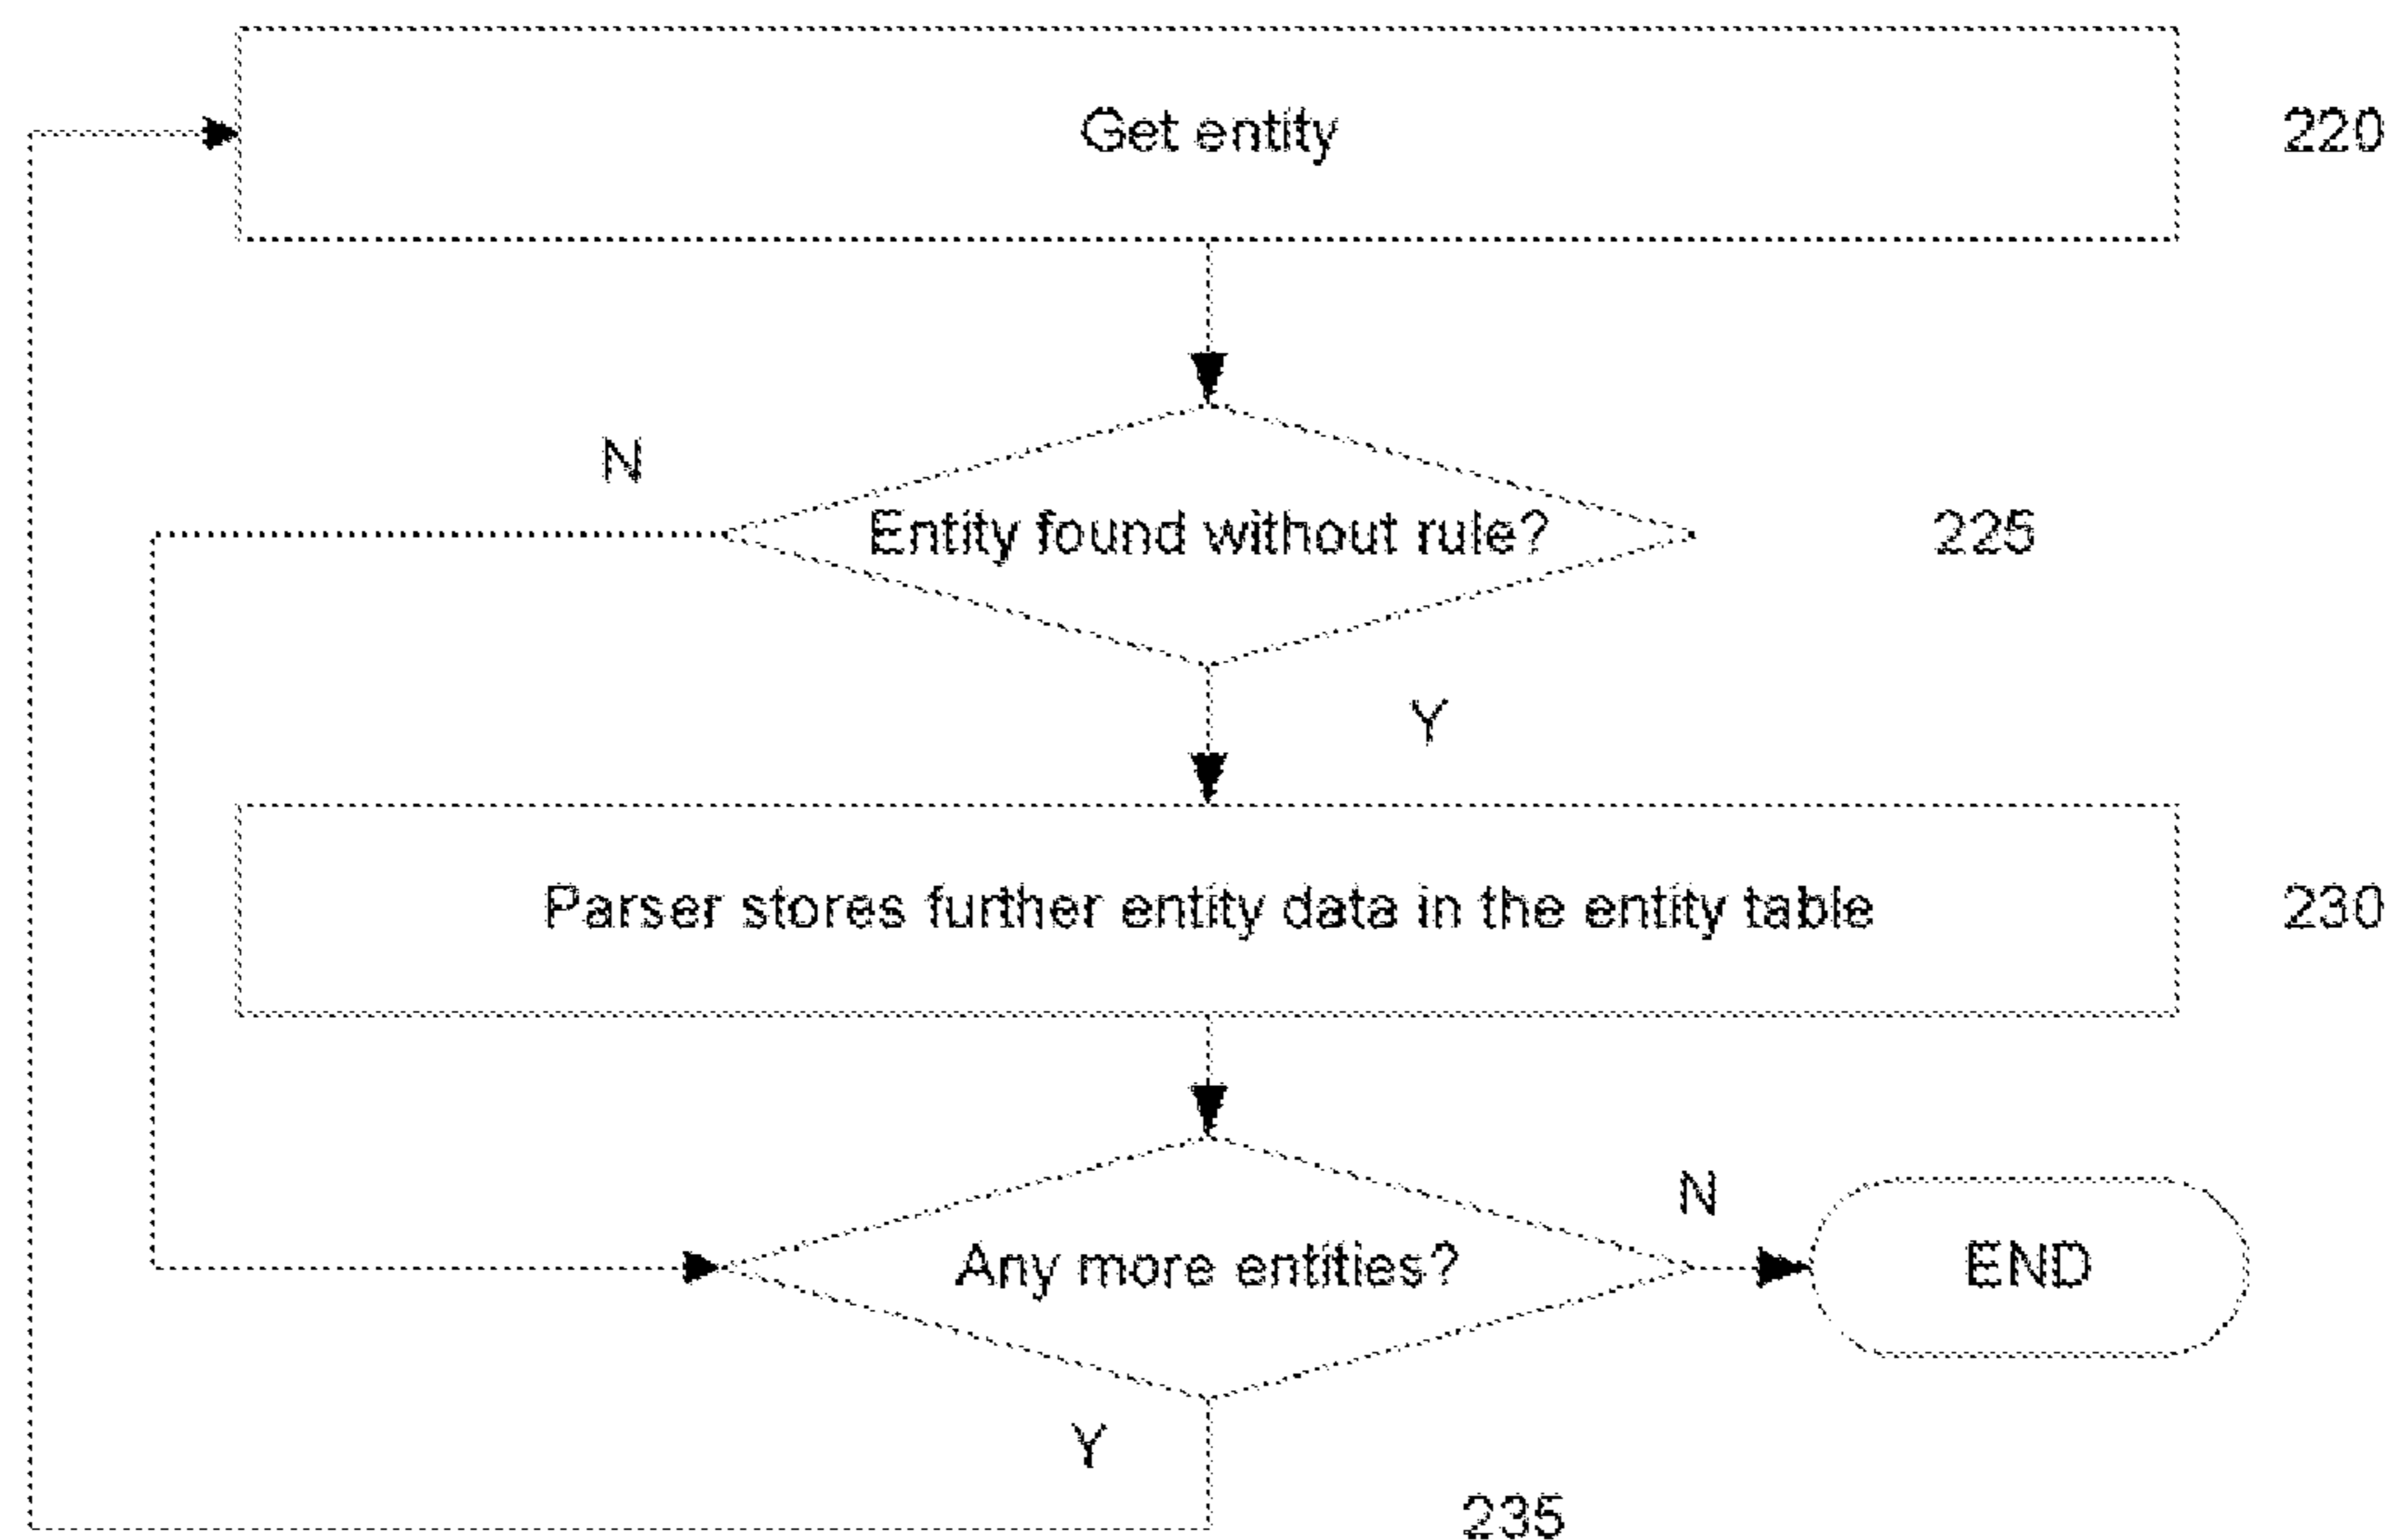 Get entity
220
N
Entity found without rule?
225
Y
Parser stores further entity data in the entity table
230
N
Any more entities?
END
Y
235